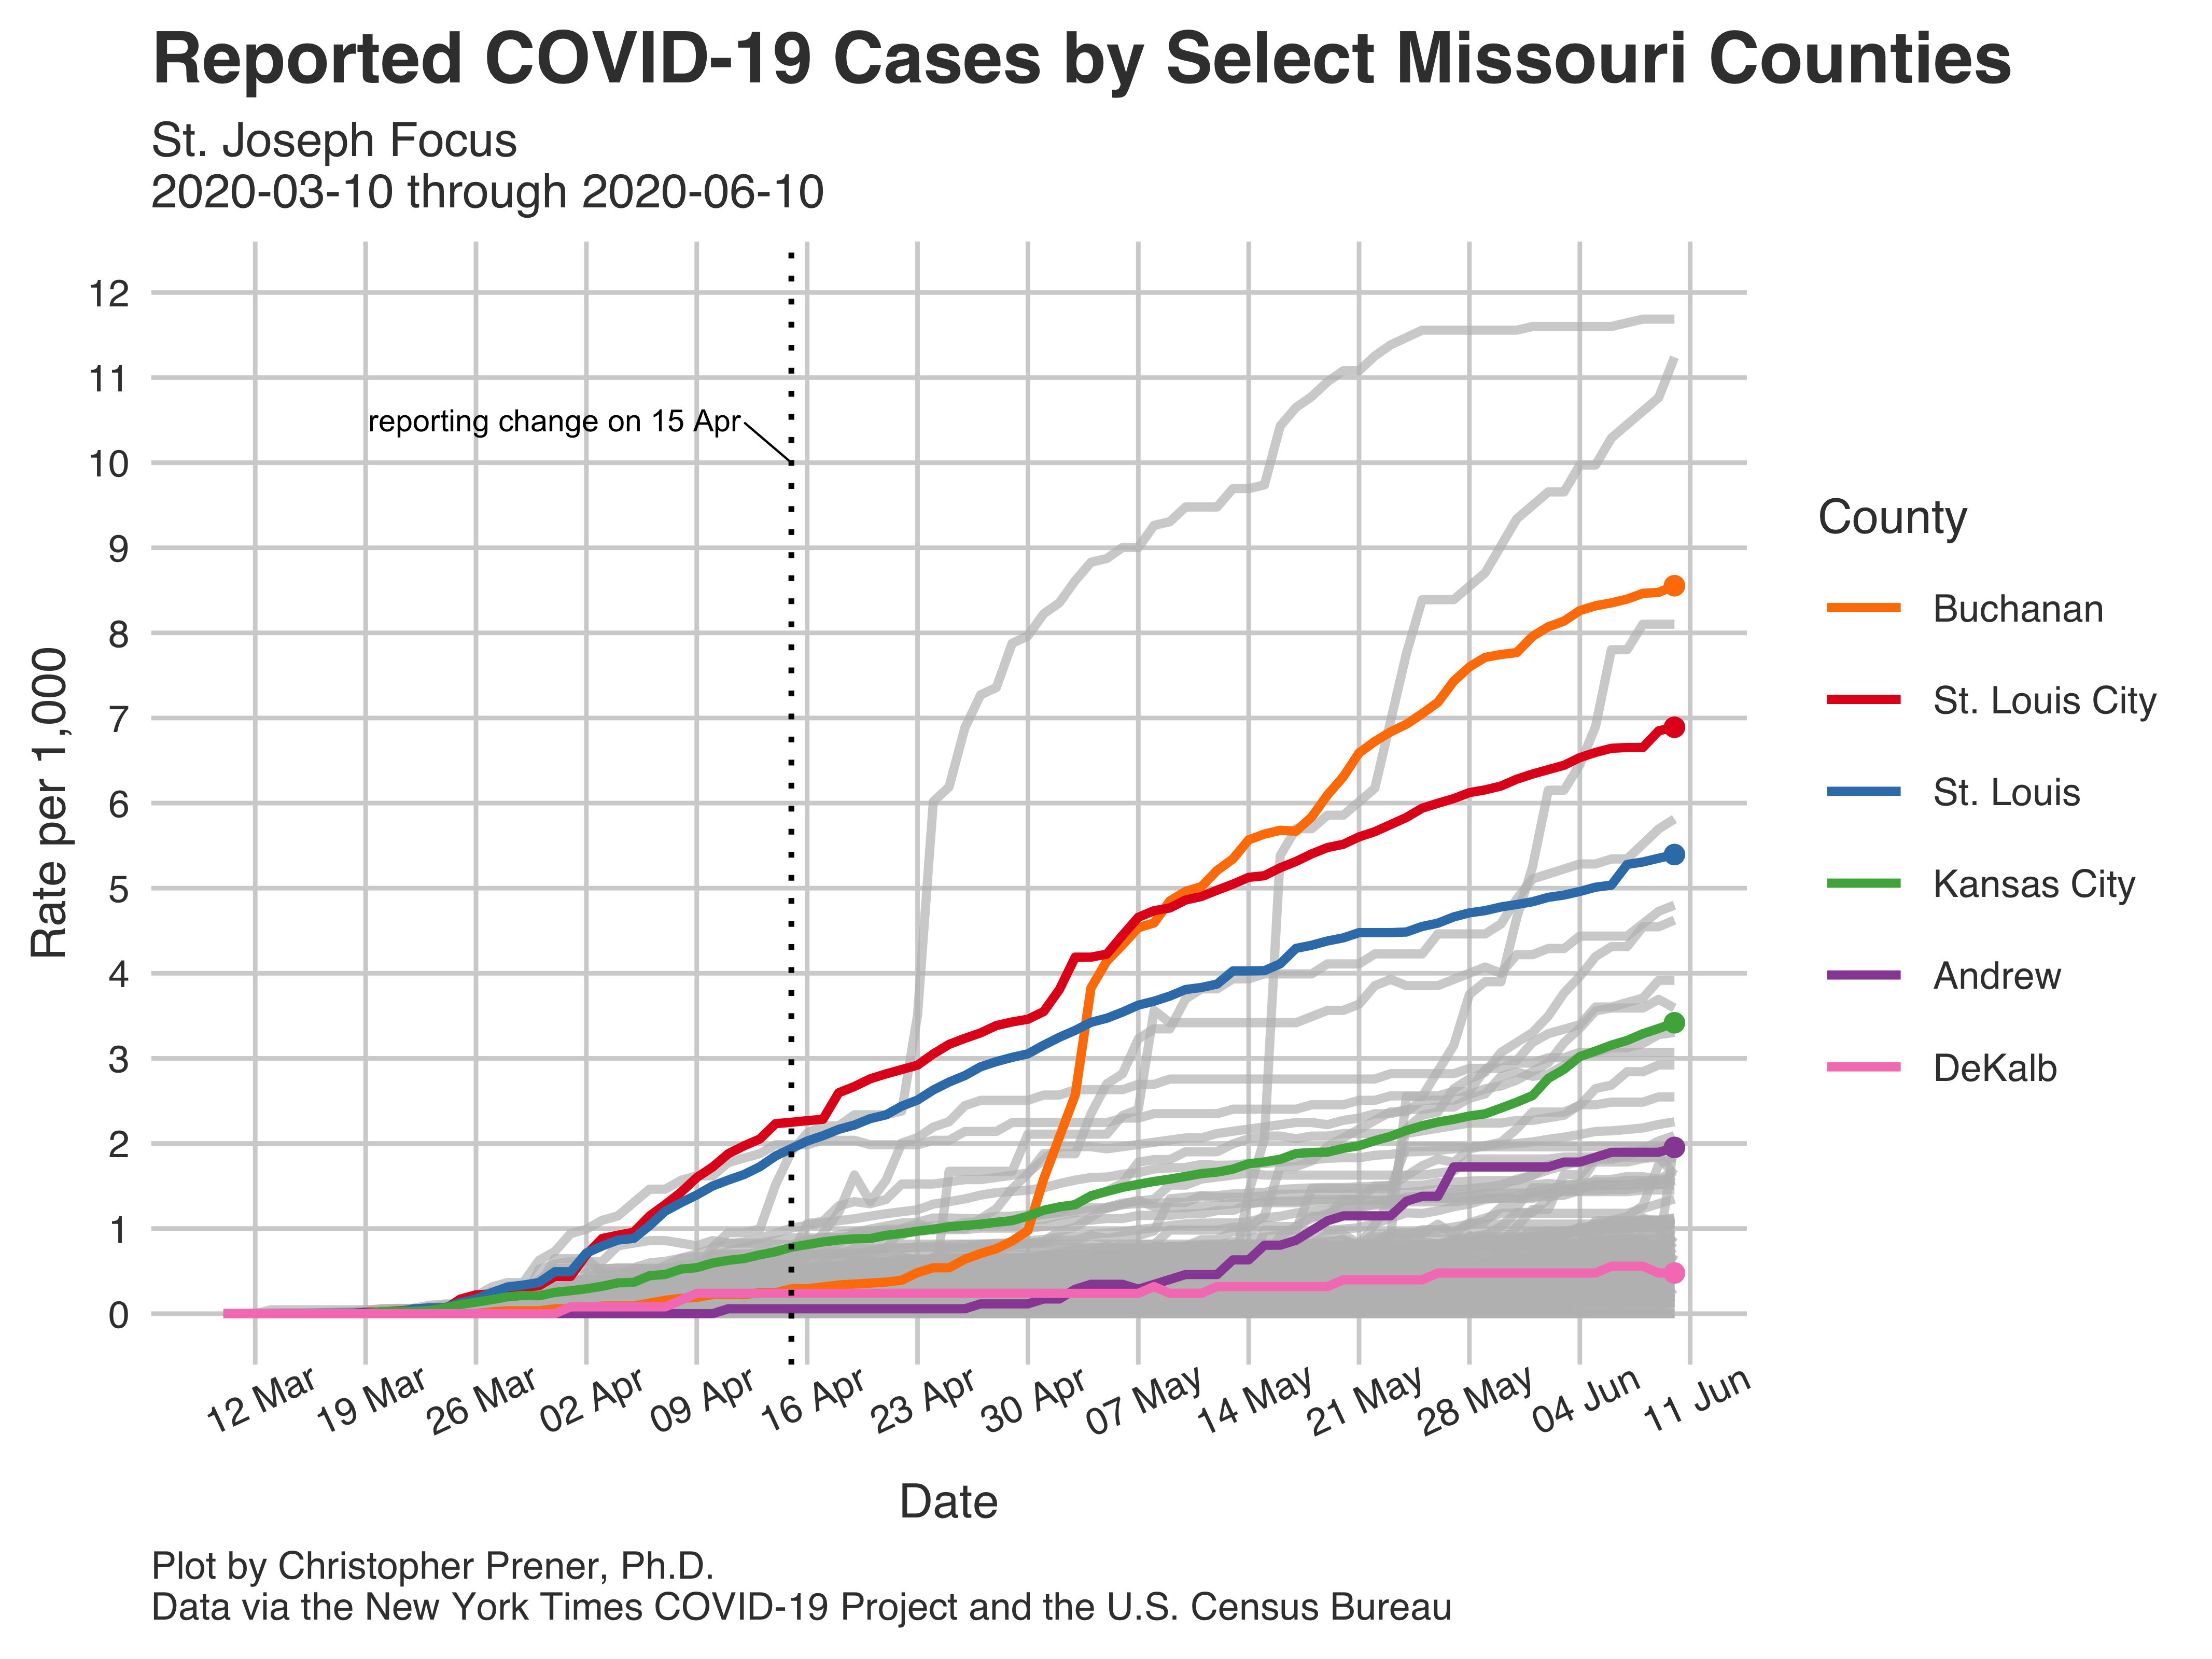 Reported COVID-19 Cases by Select Missouri Counties
St. Joseph Focus
2020-03-10 through 2020-06-10
12
11
10
9
8
7
6
5
4
3
2
1
0
Rate per 1,000
reporting change on 15 Apr
12 Mar
19 Mar
26 Mar
02 Apr
09 Apr
16 Apr
23 Apr
30 Apr
07 May
14 May
21 May
28 May
04 Jun
11 Jun
Date
County
Buchanan
St. Louis City
St. Louis
Kansas City
Andrew
DeKalb
Plot by Christopher Prener, Ph.D.
Data via the New York Times COVID-19 Project and the U.S. Census Bureau